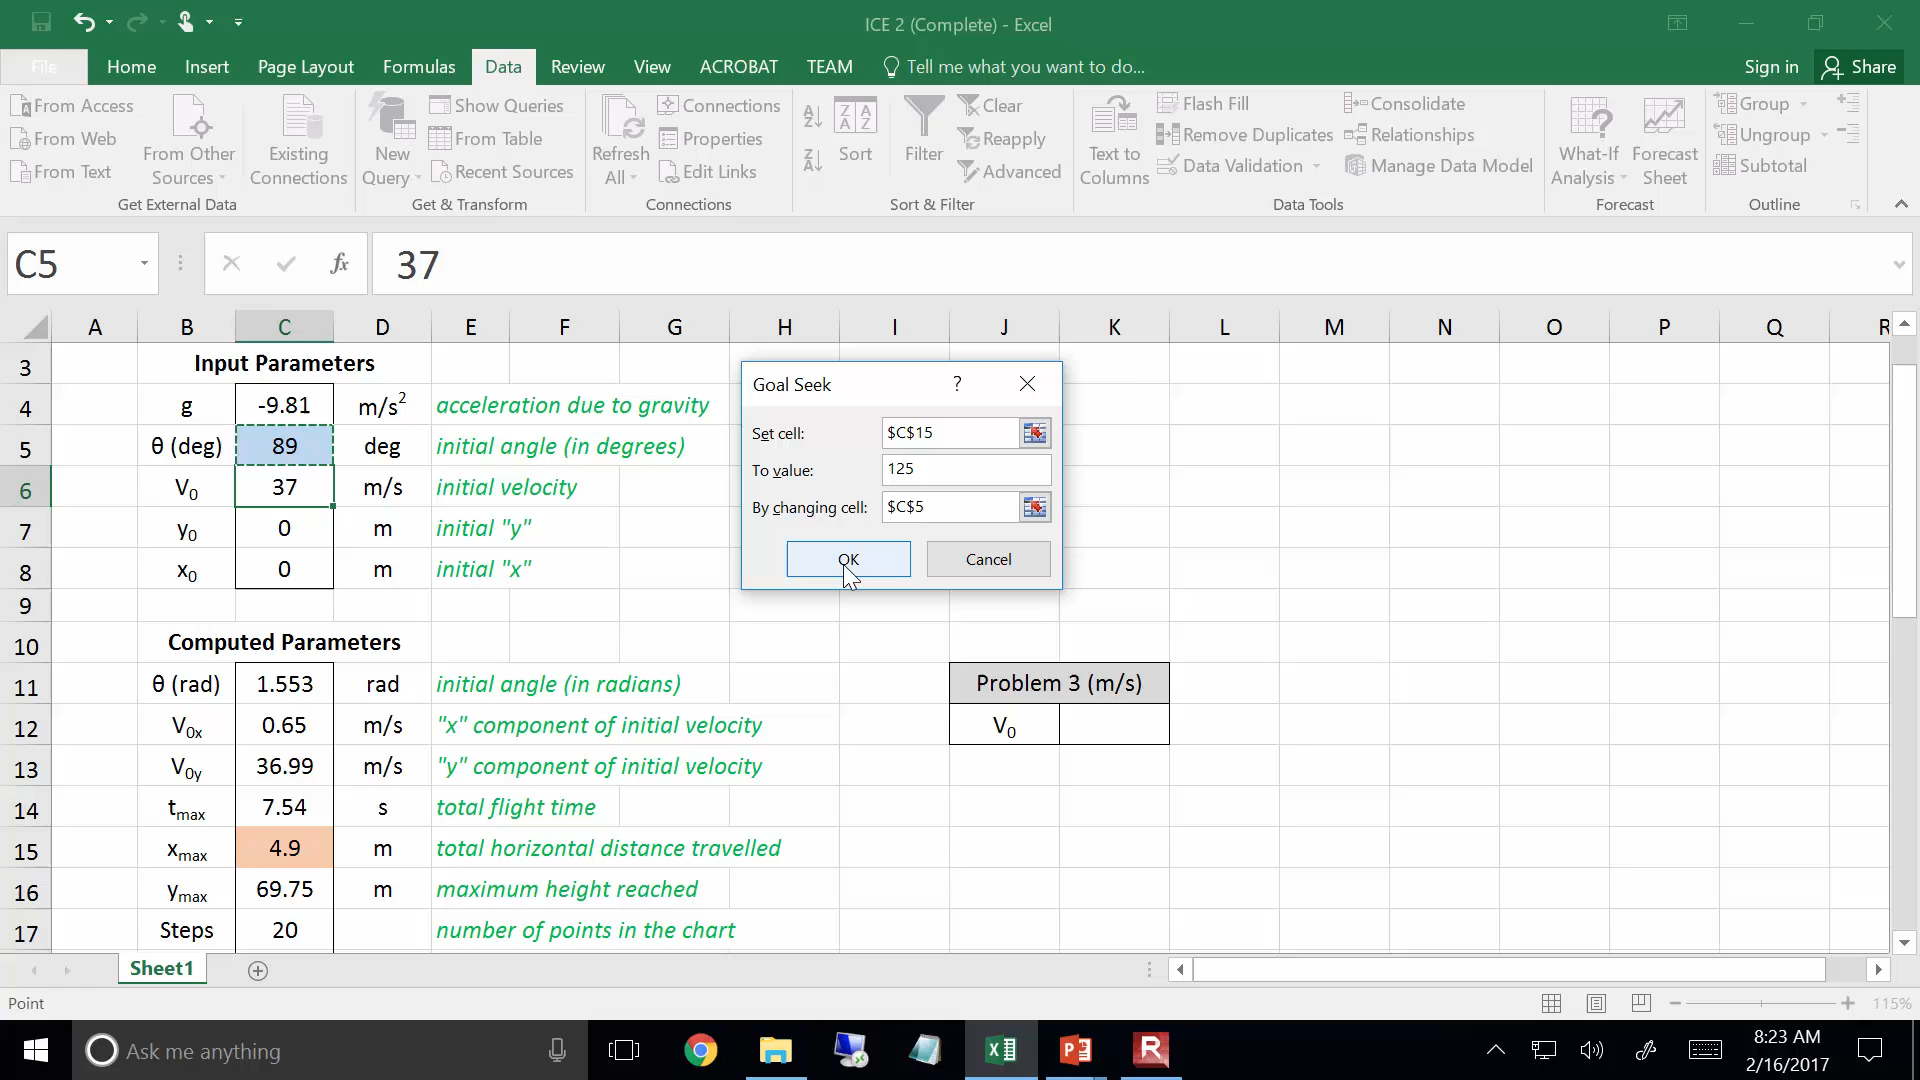 ICE 2 (Complete) - Excel
File Home Insert Page Layout Formulas Data Review View ACROBAT TEAM Tell me what you want to do... Sign in Share
From Access
From Web
From Text
From Other
Sources
Existing
Connections
Get External Data
New
Query
Show Queries
From Table
Recent Sources
Get & Transform
Refresh
All
Connections
Properties
Edit Links
Connections
Sort
Filter
Clear
Reapply
Advanced
Sort & Filter
Text to
Columns
Flash Fill
Remove Duplicates
Data Validation
Consolidate
Relationships
Manage Data Model
Data Tools
What-If
Analysis
Forecast
Sheet
Forecast
Group
Ungroup
Subtotal
Outline
C5 fx 37
A B C D E F G H I J K L M N O P Q R
3 Input Parameters
4 g -9.81 m/s² acceleration due to gravity
5 θ (deg) 89 deg initial angle (in degrees)
6 V₀ 37 m/s initial velocity
7 y₀ 0 m initial "y"
8 x₀ 0 m initial "x"
9
10 Computed Parameters
11 θ (rad) 1.553 rad initial angle (in radians) Problem 3 (m/s)
12 V₀ₓ 0.65 m/s "x" component of initial velocity V₀
13 V0y 36.99 m/s "y" component of initial velocity
14 tmax 7.54 s total flight time
15 xmax 4.9 m total horizontal distance travelled
16 ymax 69.75 m maximum height reached
17 Steps 20 number of points in the chart
Goal Seek ?
Set cell: $C$15
To value: 125
By changing cell: $C$5
OK Cancel
Sheet1
Point 115%
Ask me anything
8:23 AM
2/16/2017